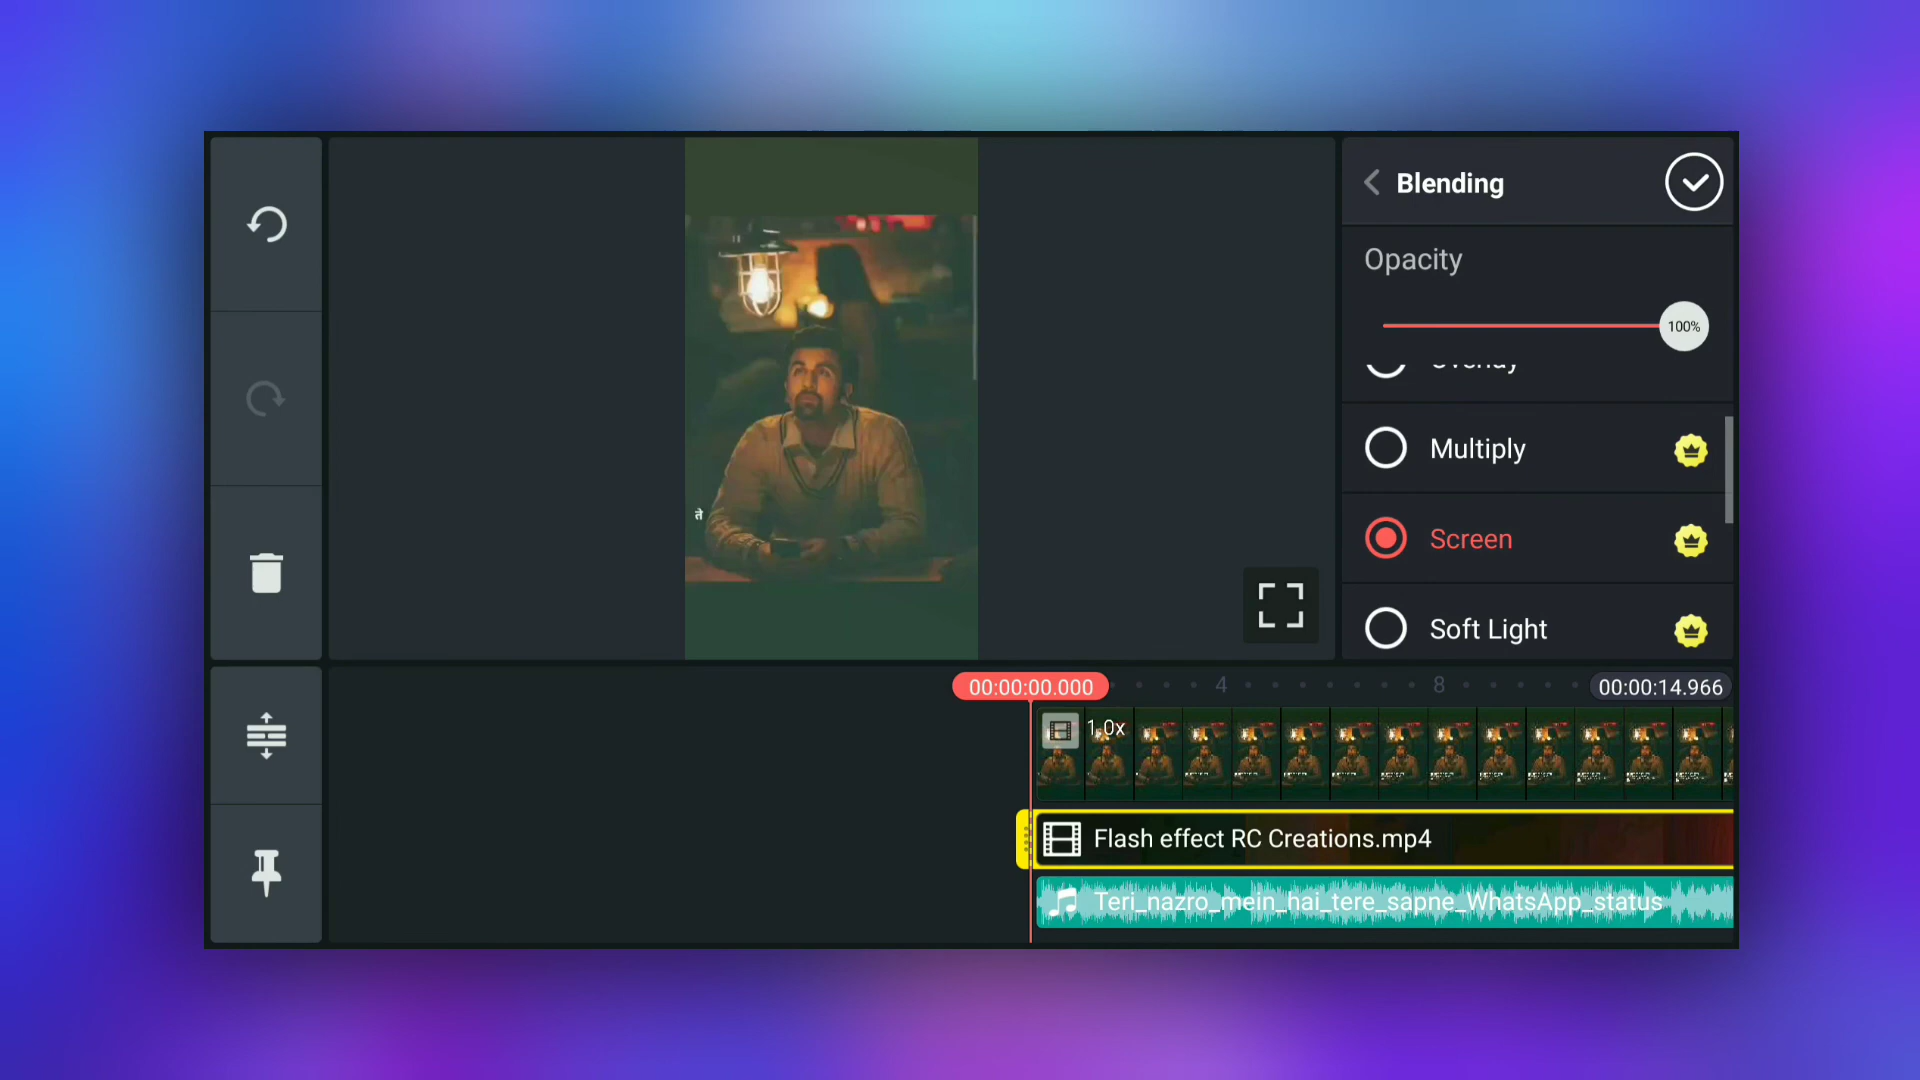 Blending
Opacity
100%
Overlay
Multiply
Screen
Soft Light
ते
00:00:00.000
4
8
00:00:14.966
1.0x
Flash effect RC Creations.mp4
Teri_nazro_mein_hai_tere_sapne_WhatsApp_status